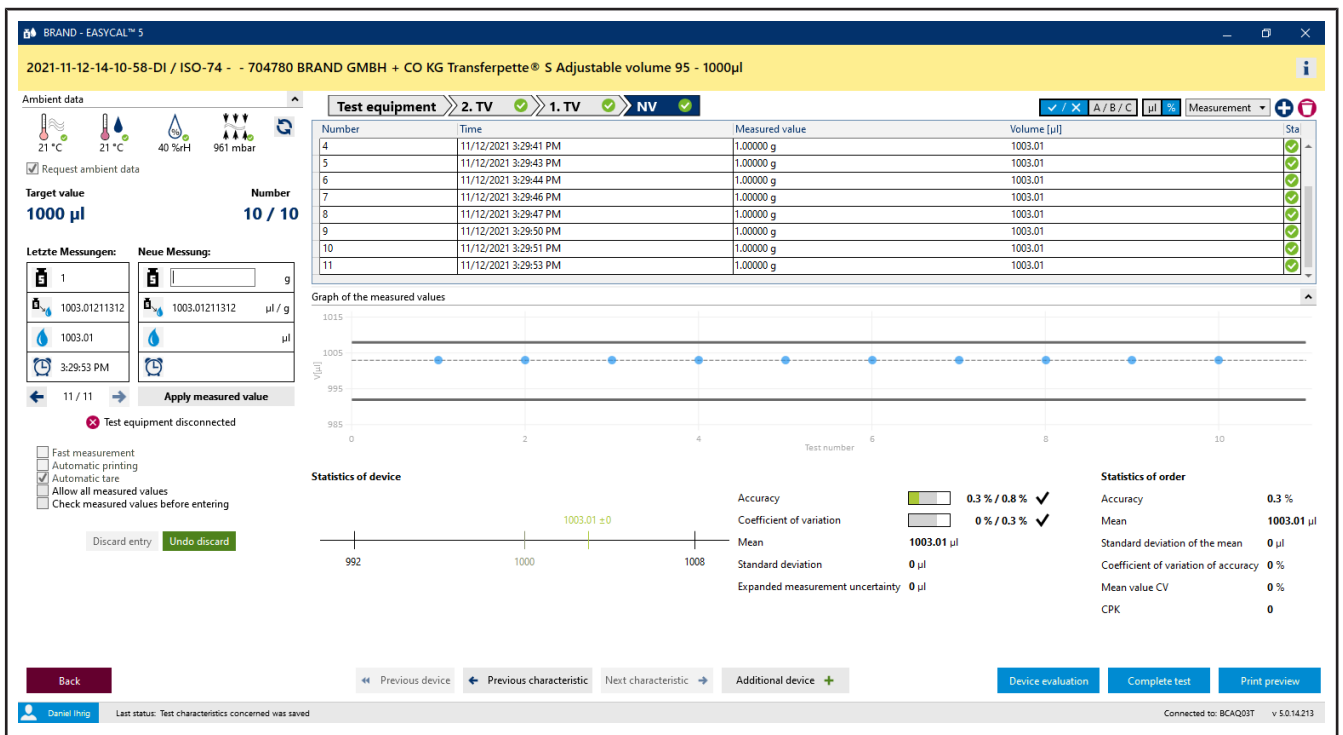 BRAND - EASYCAL™ 5
2021-11-12-14-10-58-DI / ISO-74 - - 704780 BRAND GMBH + CO KG Transferpette® S Adjustable volume 95 - 1000µl
i
Ambient data
21 °C 21 °C 40 %rH 961 mbar
Request ambient data
Target value Number
1000 µl 10 / 10
Letzte Messungen: Neue Messung:
1 g
1003.01211312 1003.01211312 µl / g
1003.01 µl
3:29:53 PM
11 / 11 Apply measured value
Test equipment disconnected
Fast measurement
Automatic printing
Automatic tare
Allow all measured values
Check measured values before entering
Discard entry Undo discard
Test equipment 2. TV 1. TV NV
✓ / X A / B / C µl % Measurement
Number Time Measured value Volume [µl] Sta
4 11/12/2021 3:29:41 PM 1.00000 g 1003.01
5 11/12/2021 3:29:43 PM 1.00000 g 1003.01
6 11/12/2021 3:29:44 PM 1.00000 g 1003.01
7 11/12/2021 3:29:46 PM 1.00000 g 1003.01
8 11/12/2021 3:29:47 PM 1.00000 g 1003.01
9 11/12/2021 3:29:50 PM 1.00000 g 1003.01
10 11/12/2021 3:29:51 PM 1.00000 g 1003.01
11 11/12/2021 3:29:53 PM 1.00000 g 1003.01
Graph of the measured values
1015
1005
V[µl]
995
985
0 2 4 6 8 10
Test number
Statistics of device
1003.01 ±0
992 1000 1008
Accuracy 0.3 % / 0.8 %
Coefficient of variation 0 % / 0.3 %
Mean 1003.01 µl
Standard deviation 0 µl
Expanded measurement uncertainty 0 µl
Statistics of order
Accuracy 0.3 %
Mean 1003.01 µl
Standard deviation of the mean 0 µl
Coefficient of variation of accuracy 0 %
Mean value CV 0 %
CPK 0
Back Previous device Previous characteristic Next characteristic Additional device Device evaluation Complete test Print preview
Daniel Ihrig Last status: Test characteristics concerned was saved Connected to: BCAQ03T v 5.0.14.213